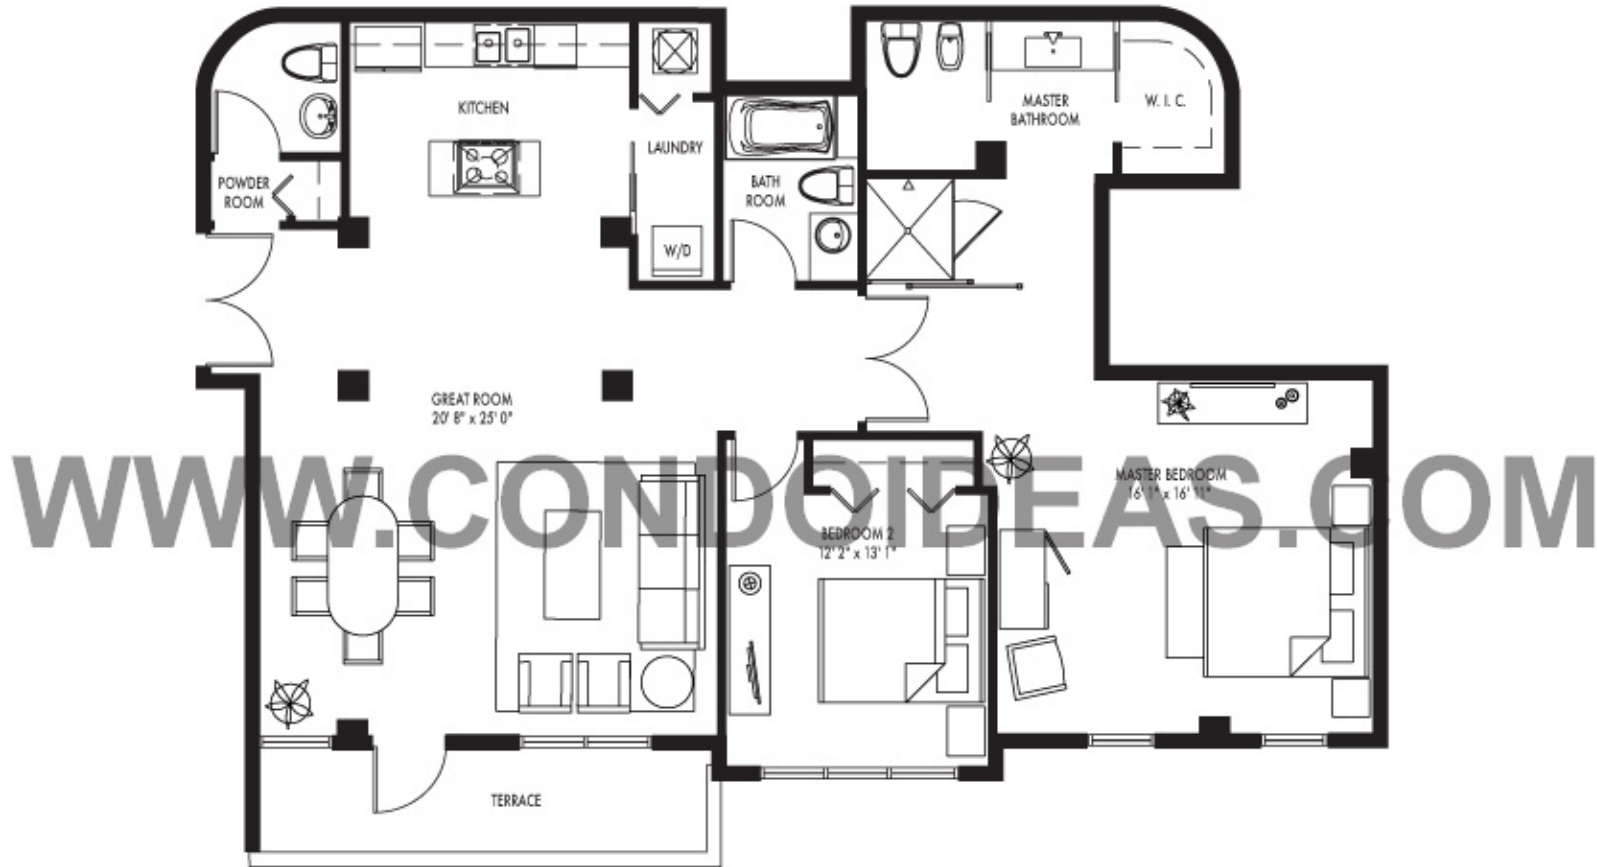 KITCHEN
MASTER
BATHROOM
W. I. C.
LAUNDRY
POWDER
ROOM
BATH
ROOM
W/D
GREAT ROOM
20' 8" x 25' 0"
WWW.CONDOIDEAS.COM
MASTER BEDROOM
16' 1" x 16' 11"
BEDROOM 2
12' 2" x 13' 1"
TERRACE